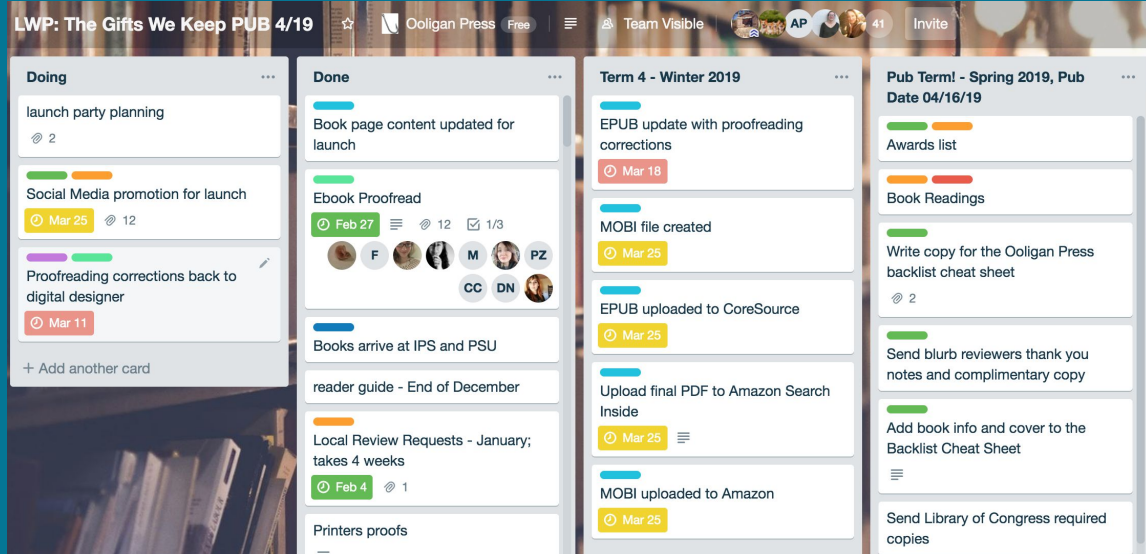 LWP: The Gifts We Keep PUB 4/19
Ooligan Press Free
Team Visible
AP
41
Invite
Doing
launch party planning
2
Social Media promotion for launch
Mar 25
12
Proofreading corrections back to
digital designer
Mar 11
+ Add another card
Done
Book page content updated for
launch
Ebook Proofread
Feb 27
12
1/3
F
M
PZ
CC
DN
Books arrive at IPS and PSU
reader guide - End of December
Local Review Requests - January;
takes 4 weeks
Feb 4
1
Printers proofs
Term 4 - Winter 2019
EPUB update with proofreading
corrections
Mar 18
MOBI file created
Mar 25
EPUB uploaded to CoreSource
Mar 25
Upload final PDF to Amazon Search
Inside
Mar 25
MOBI uploaded to Amazon
Mar 25
Pub Term! - Spring 2019, Pub
Date 04/16/19
Awards list
Book Readings
Write copy for the Ooligan Press
backlist cheat sheet
2
Send blurb reviewers thank you
notes and complimentary copy
Add book info and cover to the
Backlist Cheat Sheet
Send Library of Congress required
copies